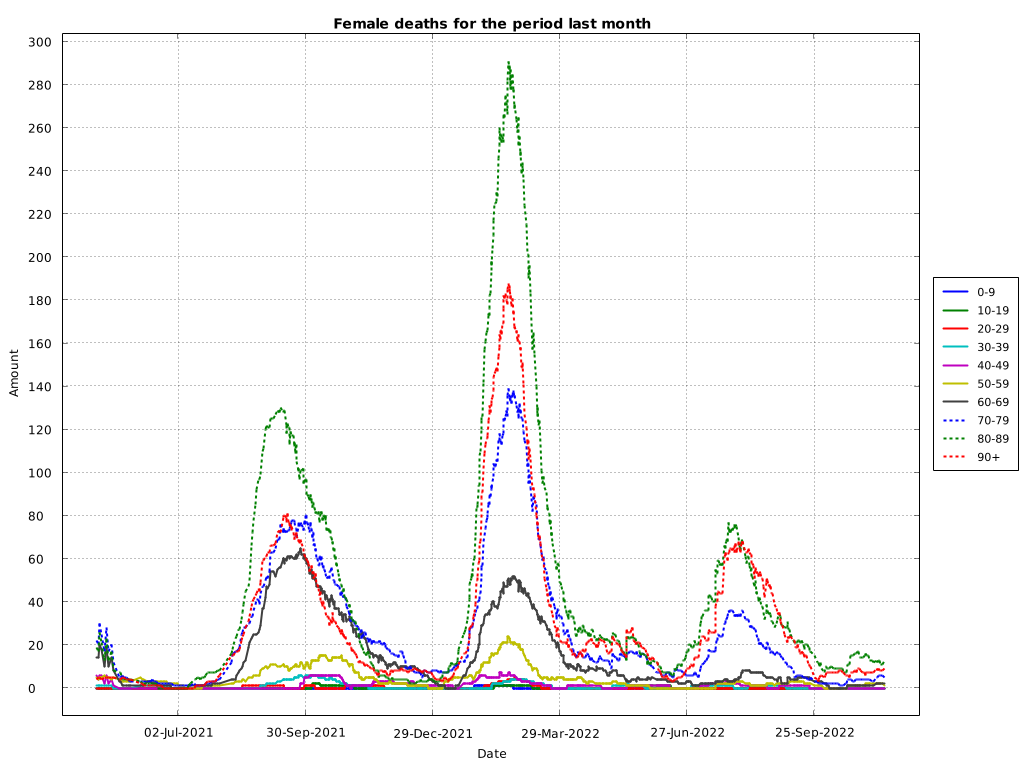 Female deaths for the period last month
300
280
260
240
220
200
180
160
140
120
100
80
60
40
20
0
Amount
02-Jul-2021
30-Sep-2021
29-Dec-2021
29-Mar-2022
27-Jun-2022
25-Sep-2022
Date
0-9
10-19
20-29
30-39
40-49
50-59
60-69
70-79
80-89
90+